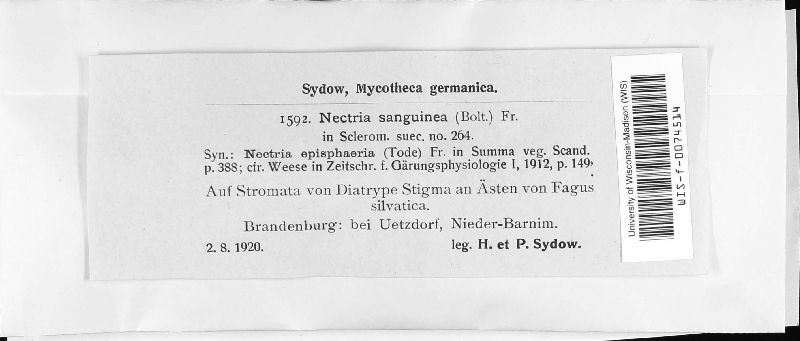 Sydow, Mycotheca germanica.
1592. Nectria sanguinea (Bolt.) Fr.
in Sclerom. suec. no. 264.
Syn.: Nectria episphaeria (Tode) Fr. in Summa veg. Scand.
p. 388; cfr. Weese in Zeitschr. f. Gärungsphysiologie I, 1912, p. 149.
Auf Stromata von Diatrype Stigma an Ästen von Fagus
silvatica.
Brandenburg: bei Uetzdorf, Nieder-Barnim.
2. 8. 1920. leg. H. et P. Sydow.
University of Wisconsin-Madison (WIS)
WIS-f-0074514